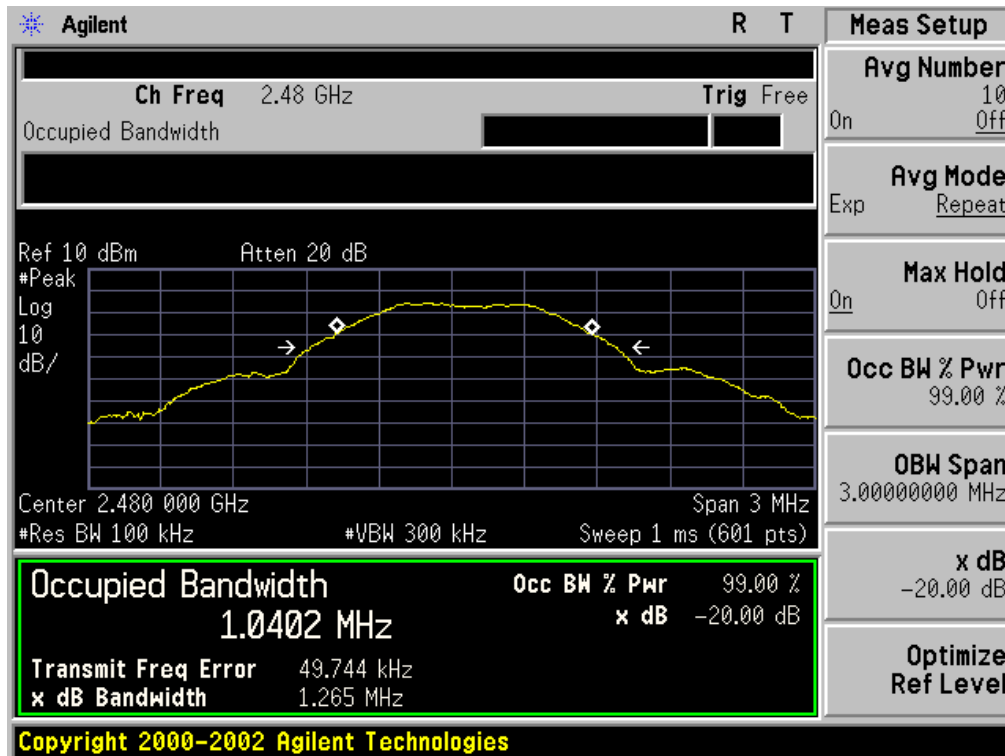 Agilent R T
Ch Freq 2.48 GHz Trig Free
Occupied Bandwidth
Ref 10 dBm Atten 20 dB
#Peak
Log
10
dB/
Center 2.480 000 GHz Span 3 MHz
#Res BW 100 kHz #VBW 300 kHz Sweep 1 ms (601 pts)
Occupied Bandwidth Occ BW % Pwr 99.00 %
1.0402 MHz x dB -20.00 dB
Transmit Freq Error 49.744 kHz
x dB Bandwidth 1.265 MHz
Copyright 2000-2002 Agilent Technologies
Meas Setup
Avg Number
10
On Off
Avg Mode
Exp Repeat
Max Hold
On Off
Occ BW % Pwr
99.00 %
OBW Span
3.00000000 MHz
x dB
-20.00 dB
Optimize
Ref Level